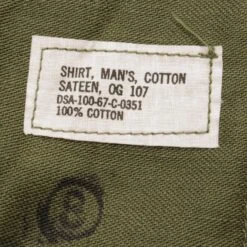 SHIRT, MAN'S, COTTON
SATEEN, OG 107
DSA-100-67-C-0351
100% COTTON